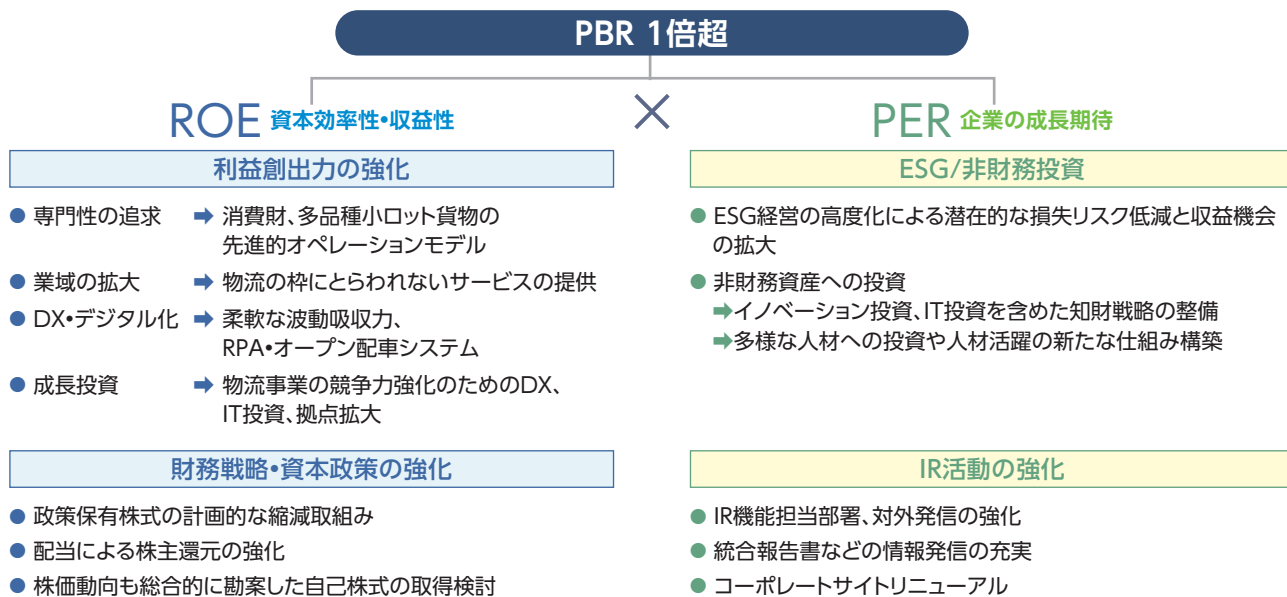 PBR 1倍超
ROE 資本効率性・収益性
×
PER 企業の成長期待
利益創出力の強化
● 専門性の追求 ➡ 消費財、多品種小ロット貨物の
先進的オペレーションモデル
● 業域の拡大 ➡ 物流の枠にとらわれないサービスの提供
● DX・デジタル化 ➡ 柔軟な波動吸収力、
RPA・オープン配車システム
● 成長投資 ➡ 物流事業の競争力強化のためのDX、
IT投資、拠点拡大
財務戦略・資本政策の強化
● 政策保有株式の計画的な縮減取組み
● 配当による株主還元の強化
● 株価動向も総合的に勘案した自己株式の取得検討
ESG/非財務投資
● ESG経営の高度化による潜在的な損失リスク低減と収益機会
の拡大
● 非財務資産への投資
➡イノベーション投資、IT投資を含めた知財戦略の整備
➡多様な人材への投資や人材活躍の新たな仕組み構築
IR活動の強化
● IR機能担当部署、対外発信の強化
● 統合報告書などの情報発信の充実
● コーポレートサイトリニューアル